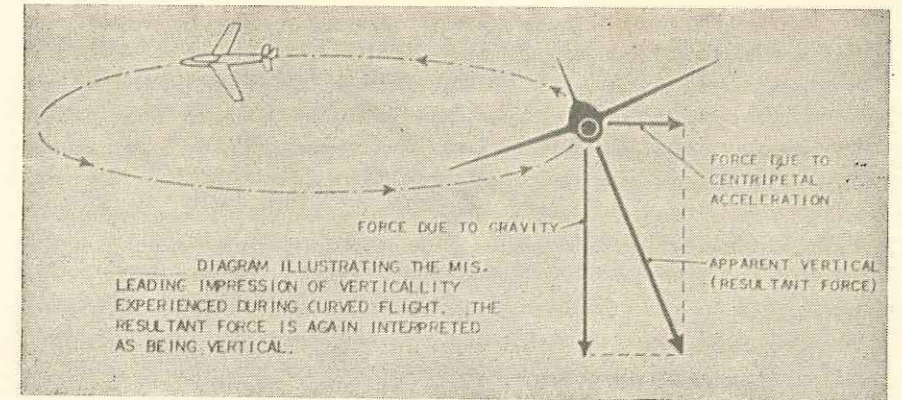 FORCE DUE TO
CENTRIPETAL
ACCELERATION
FORCE DUE TO GRAVITY
APPARENT VERTICAL
(RESULTANT FORCE)
DIAGRAM ILLUSTRATING THE MIS-
LEADING IMPRESSION OF VERTICALLITY
EXPERIENCED DURING CURVED FLIGHT. THE
RESULTANT FORCE IS AGAIN INTERPRETED
AS BEING VERTICAL.